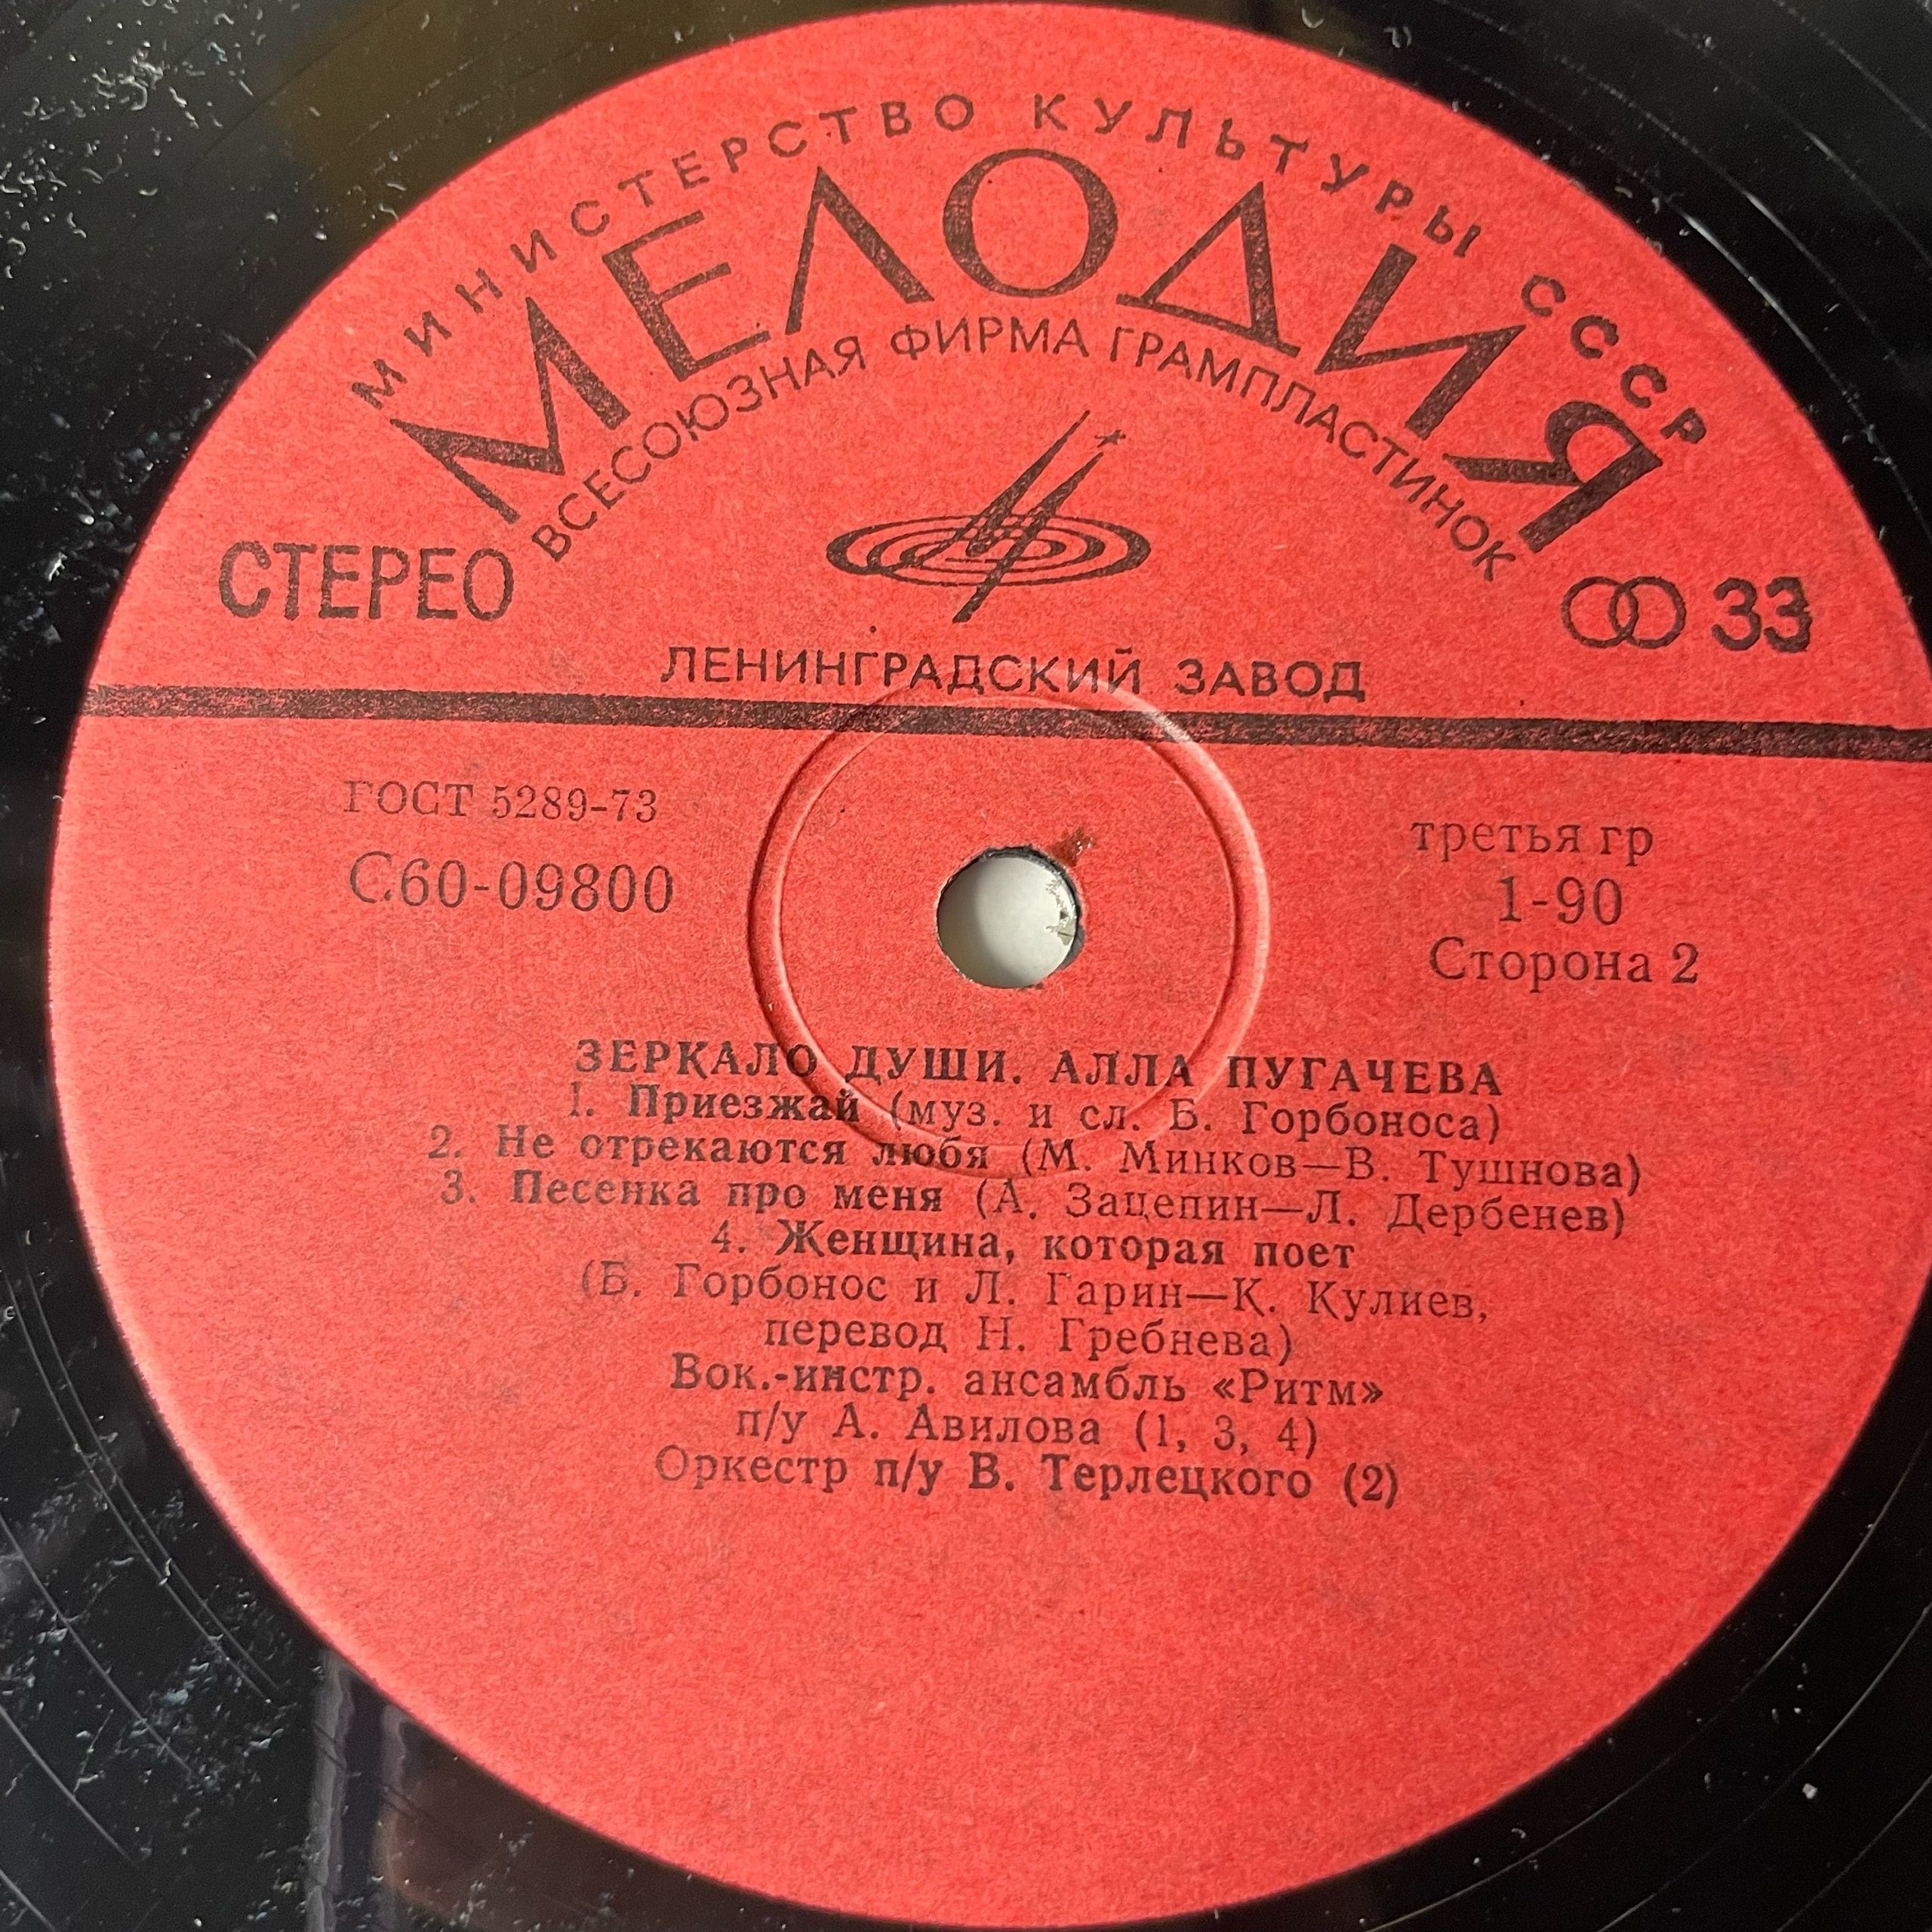 МИНИСТЕРСТВО КУЛЬТУРЫ СССР
МЕЛОДИЯ
ВСЕСОЮЗНАЯ ФИРМА ГРАМПЛАСТИНОК
СТЕРЕО
33
ЛЕНИНГРАДСКИЙ ЗАВОД
ГОСТ 5289-73
третья гр
С60-09800
1-90
Сторона 2
ЗЕРКАЛО ДУШИ. АЛЛА ПУГАЧЕВА
1. Приезжай (муз. и сл. Б. Горбоноса)
2. Не отрекаются любя (М. Минков—В. Тушнова)
3. Песенка про меня (А. Зацепин—Л. Дербенев)
4. Женщина, которая поет
(Б. Горбонос и Л. Гарин—К. Кулиев,
перевод Н. Гребнева)
Вок.-инстр. ансамбль «Ритм»
п/у А. Авилова (1, 3, 4)
Оркестр п/у В. Терлецкого (2)